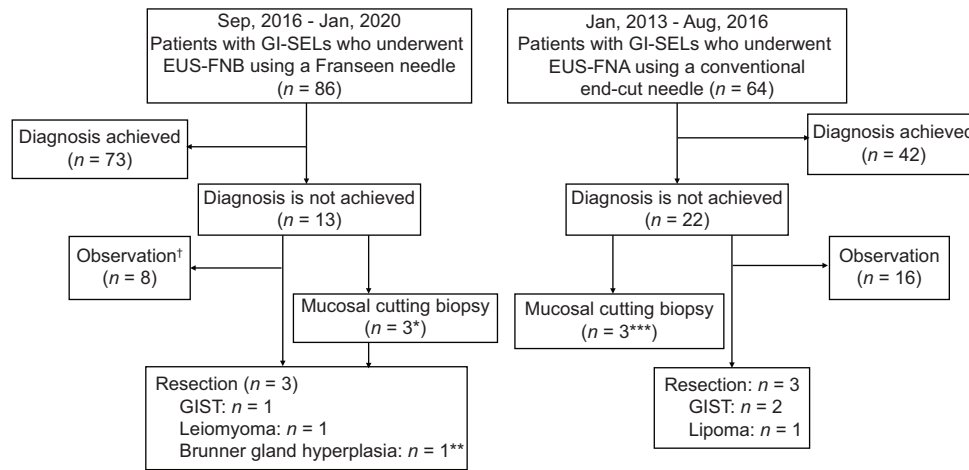 Sep, 2016 - Jan, 2020
Patients with GI-SELs who underwent
EUS-FNB using a Franseen needle
(n = 86)
Diagnosis achieved
(n = 73)
Diagnosis is not achieved
(n = 13)
Observation†
(n = 8)
Mucosal cutting biopsy
(n = 3*)
Resection (n = 3)
GIST: n = 1
Leiomyoma: n = 1
Brunner gland hyperplasia: n = 1**
Jan, 2013 - Aug, 2016
Patients with GI-SELs who underwent
EUS-FNA using a conventional
end-cut needle (n = 64)
Diagnosis achieved
(n = 42)
Diagnosis is not achieved
(n = 22)
Observation
(n = 16)
Mucosal cutting biopsy
(n = 3***)
Resection: n = 3
GIST: n = 2
Lipoma: n = 1